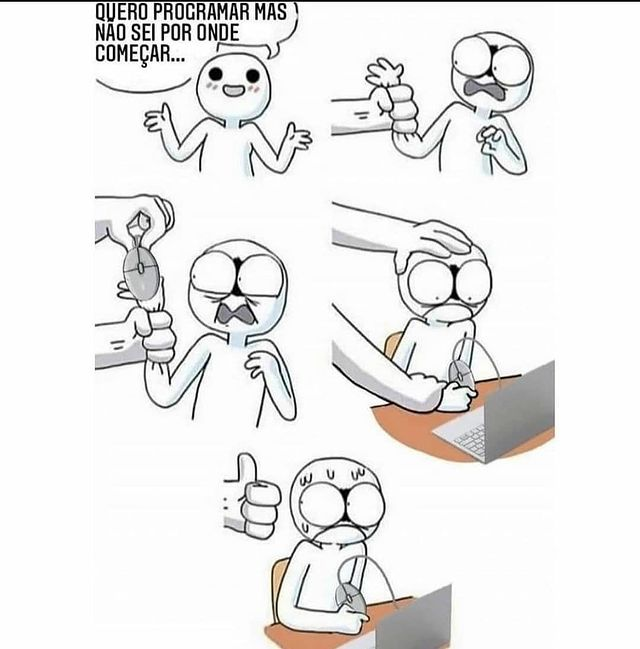 QUERO PROGRAMAR MAS
NÃO SEI POR ONDE
COMEÇAR...